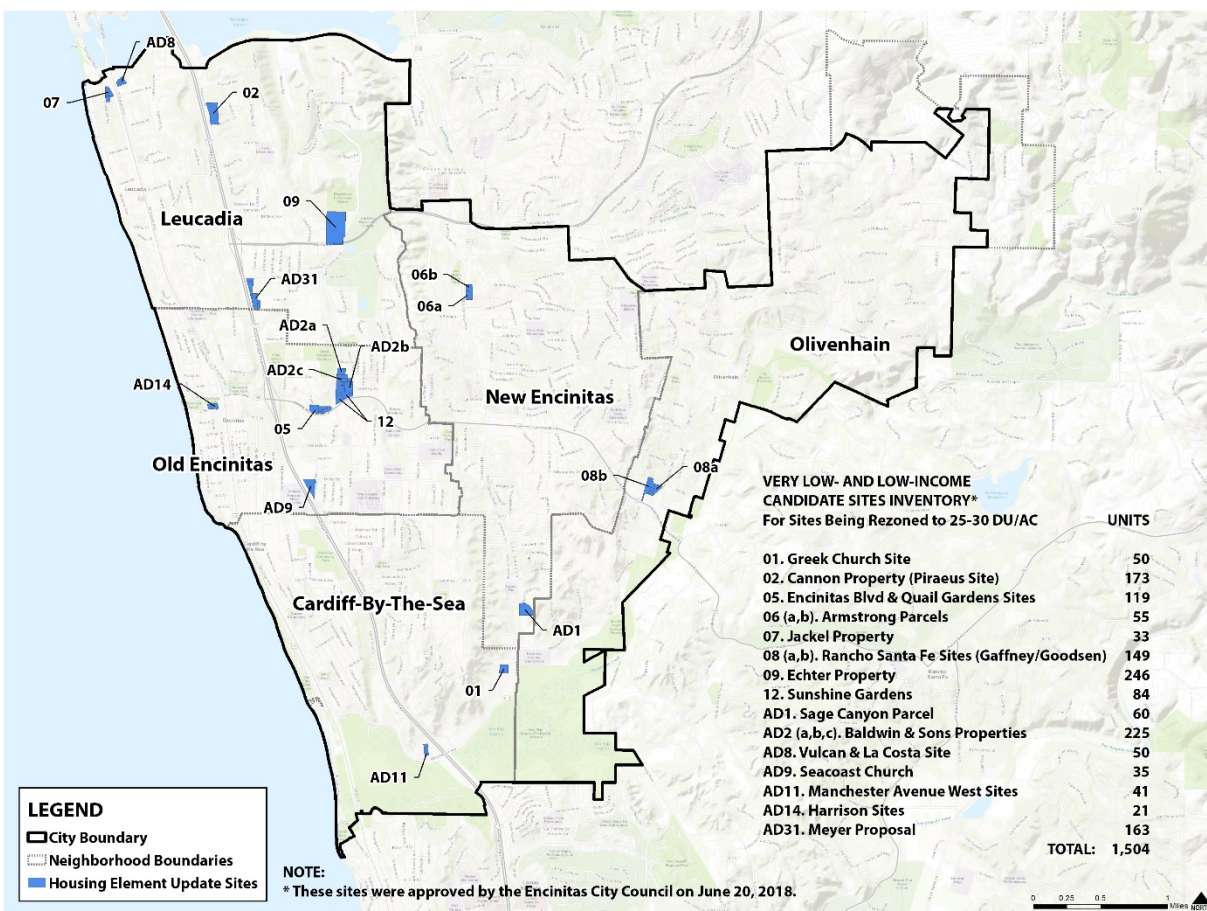 AD8
07
02
Leucadia
09
AD31
06b
06a
AD2a
AD2b
AD2c
Olivenhain
AD14
New Encinitas
05
12
Old Encinitas
08b
08a
AD9
Cardiff-By-The-Sea
AD1
01
AD11
VERY LOW- AND LOW-INCOME
CANDIDATE SITES INVENTORY*
For Sites Being Rezoned to 25-30 DU/AC UNITS
01. Greek Church Site 50
02. Cannon Property (Piraeus Site) 173
05. Encinitas Blvd & Quail Gardens Sites 119
06 (a,b). Armstrong Parcels 55
07. Jackel Property 33
08 (a,b). Rancho Santa Fe Sites (Gaffney/Goodsen) 149
09. Echter Property 246
12. Sunshine Gardens 84
AD1. Sage Canyon Parcel 60
AD2 (a,b,c). Baldwin & Sons Properties 225
AD8. Vulcan & La Costa Site 50
AD9. Seacoast Church 35
AD11. Manchester Avenue West Sites 41
AD14. Harrison Sites 21
AD31. Meyer Proposal 163
TOTAL: 1,504
LEGEND
City Boundary
Neighborhood Boundaries
Housing Element Update Sites
NOTE:
* These sites were approved by the Encinitas City Council on June 20, 2018.
0 0.25 0.5 1
Miles
NORTH